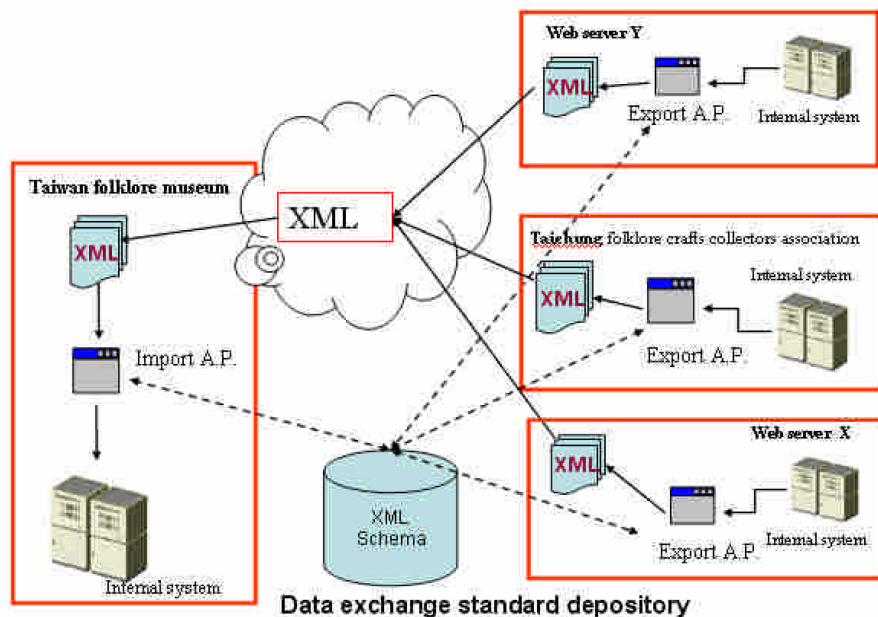 Web server Y
XML
Export A.P.
Internal system
Taiwan folklore museum
XML
XML
Import A.P.
Internal system
Taichung folklore crafts collectors association
Internal system
XML
Export A.P.
Web server X
XML
Export A.P.
Internal system
XML
Schema
Data exchange standard depository